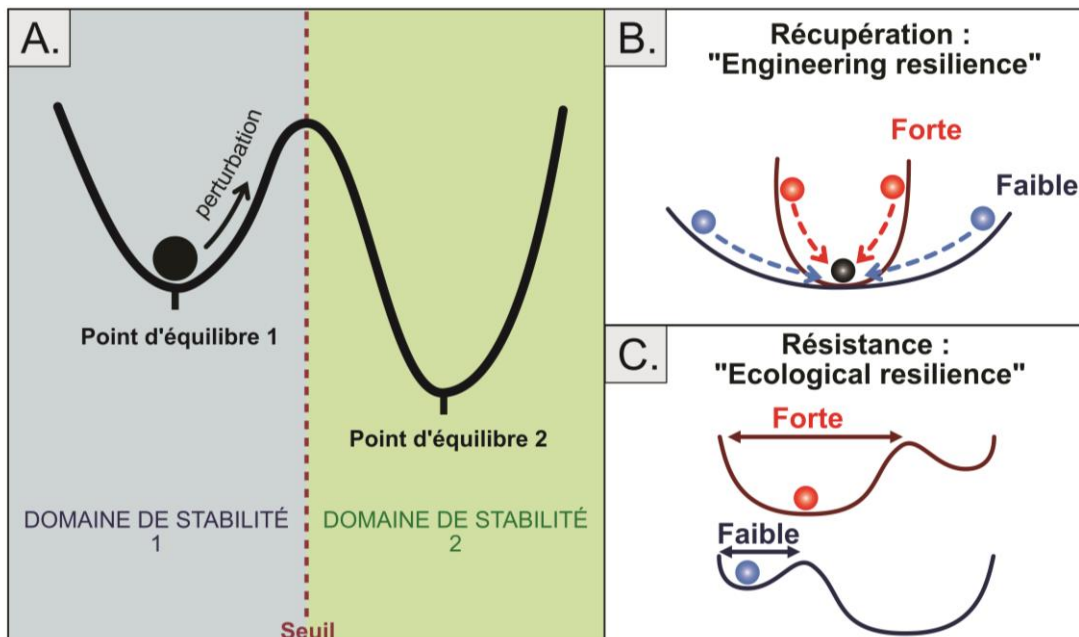 A.
perturbation
Point d'équilibre 1
Point d'équilibre 2
DOMAINE DE STABILITÉ
1
DOMAINE DE STABILITÉ
2
Seuil
B.
Récupération :
"Engineering resilience"
Forte
Faible
C.
Résistance :
"Ecological resilience"
Forte
Faible